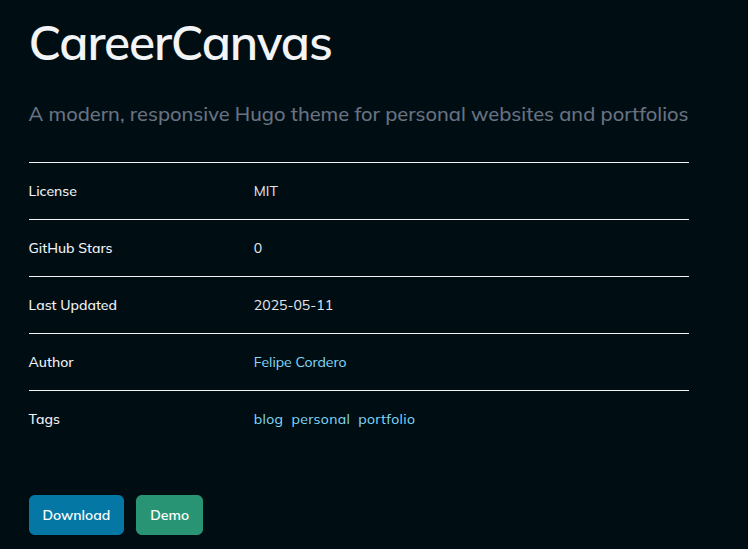 CareerCanvas
A modern, responsive Hugo theme for personal websites and portfolios
License MIT
GitHub Stars 0
Last Updated 2025-05-11
Author Felipe Cordero
Tags blog personal portfolio
Download Demo